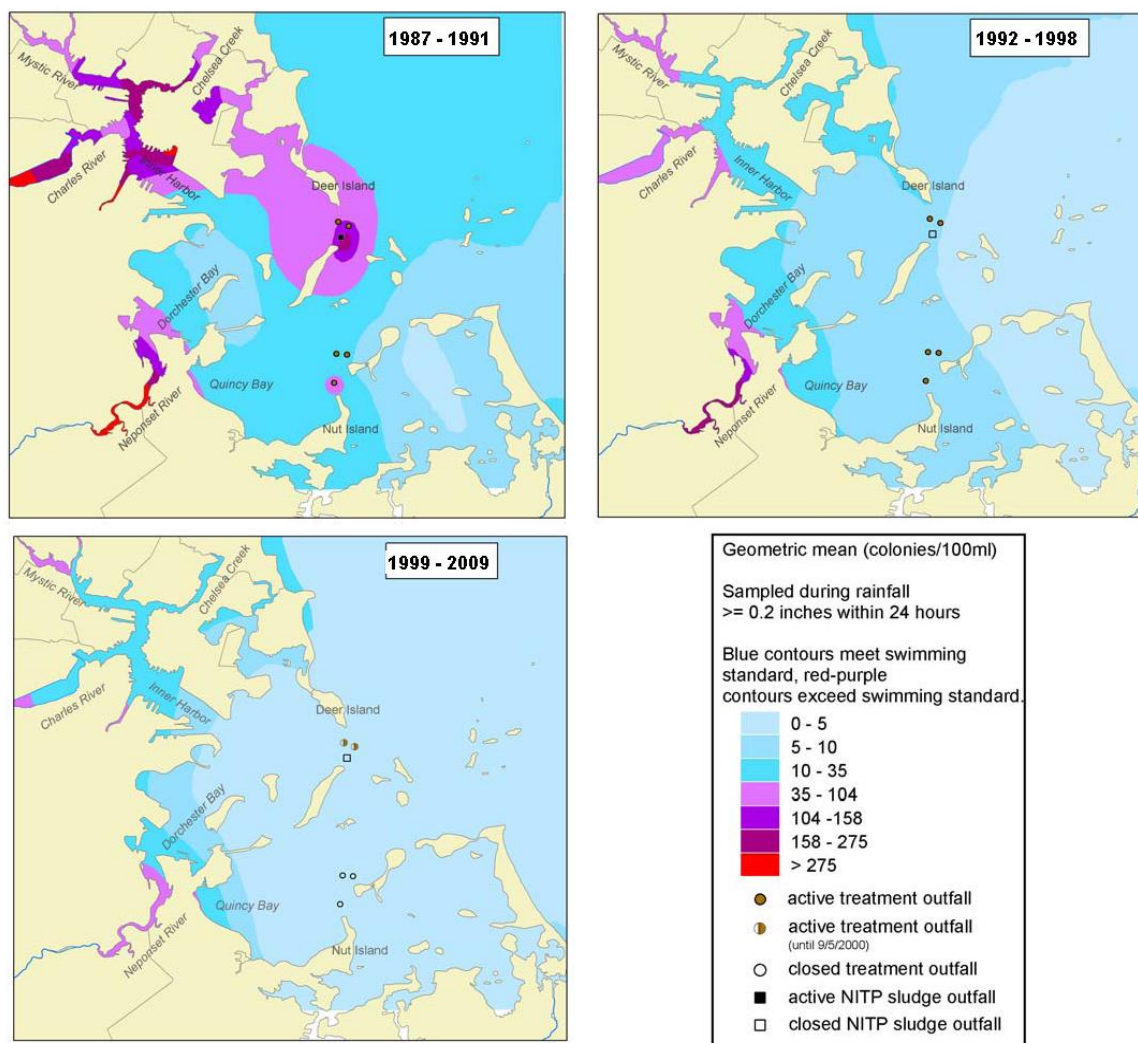 1987 - 1991
Mystic River
Chelsea Creek
Charles River
Inner Harbor
Deer Island
Dorchester Bay
Quincy Bay
Neponset River
Nut Island
1992 - 1998
Mystic River
Chelsea Creek
Charles River
Inner Harbor
Deer Island
Dorchester Bay
Quincy Bay
Neponset River
Nut Island
1999 - 2009
Mystic River
Chelsea Creek
Charles River
Inner Harbor
Deer Island
Dorchester Bay
Quincy Bay
Neponset River
Nut Island
Geometric mean (colonies/100ml)
Sampled during rainfall
>= 0.2 inches within 24 hours
Blue contours meet swimming
standard, red-purple
contours exceed swimming standard.
0 - 5
5 - 10
10 - 35
35 - 104
104 -158
158 - 275
> 275
active treatment outfall
active treatment outfall
(until 9/5/2000)
closed treatment outfall
active NITP sludge outfall
closed NITP sludge outfall